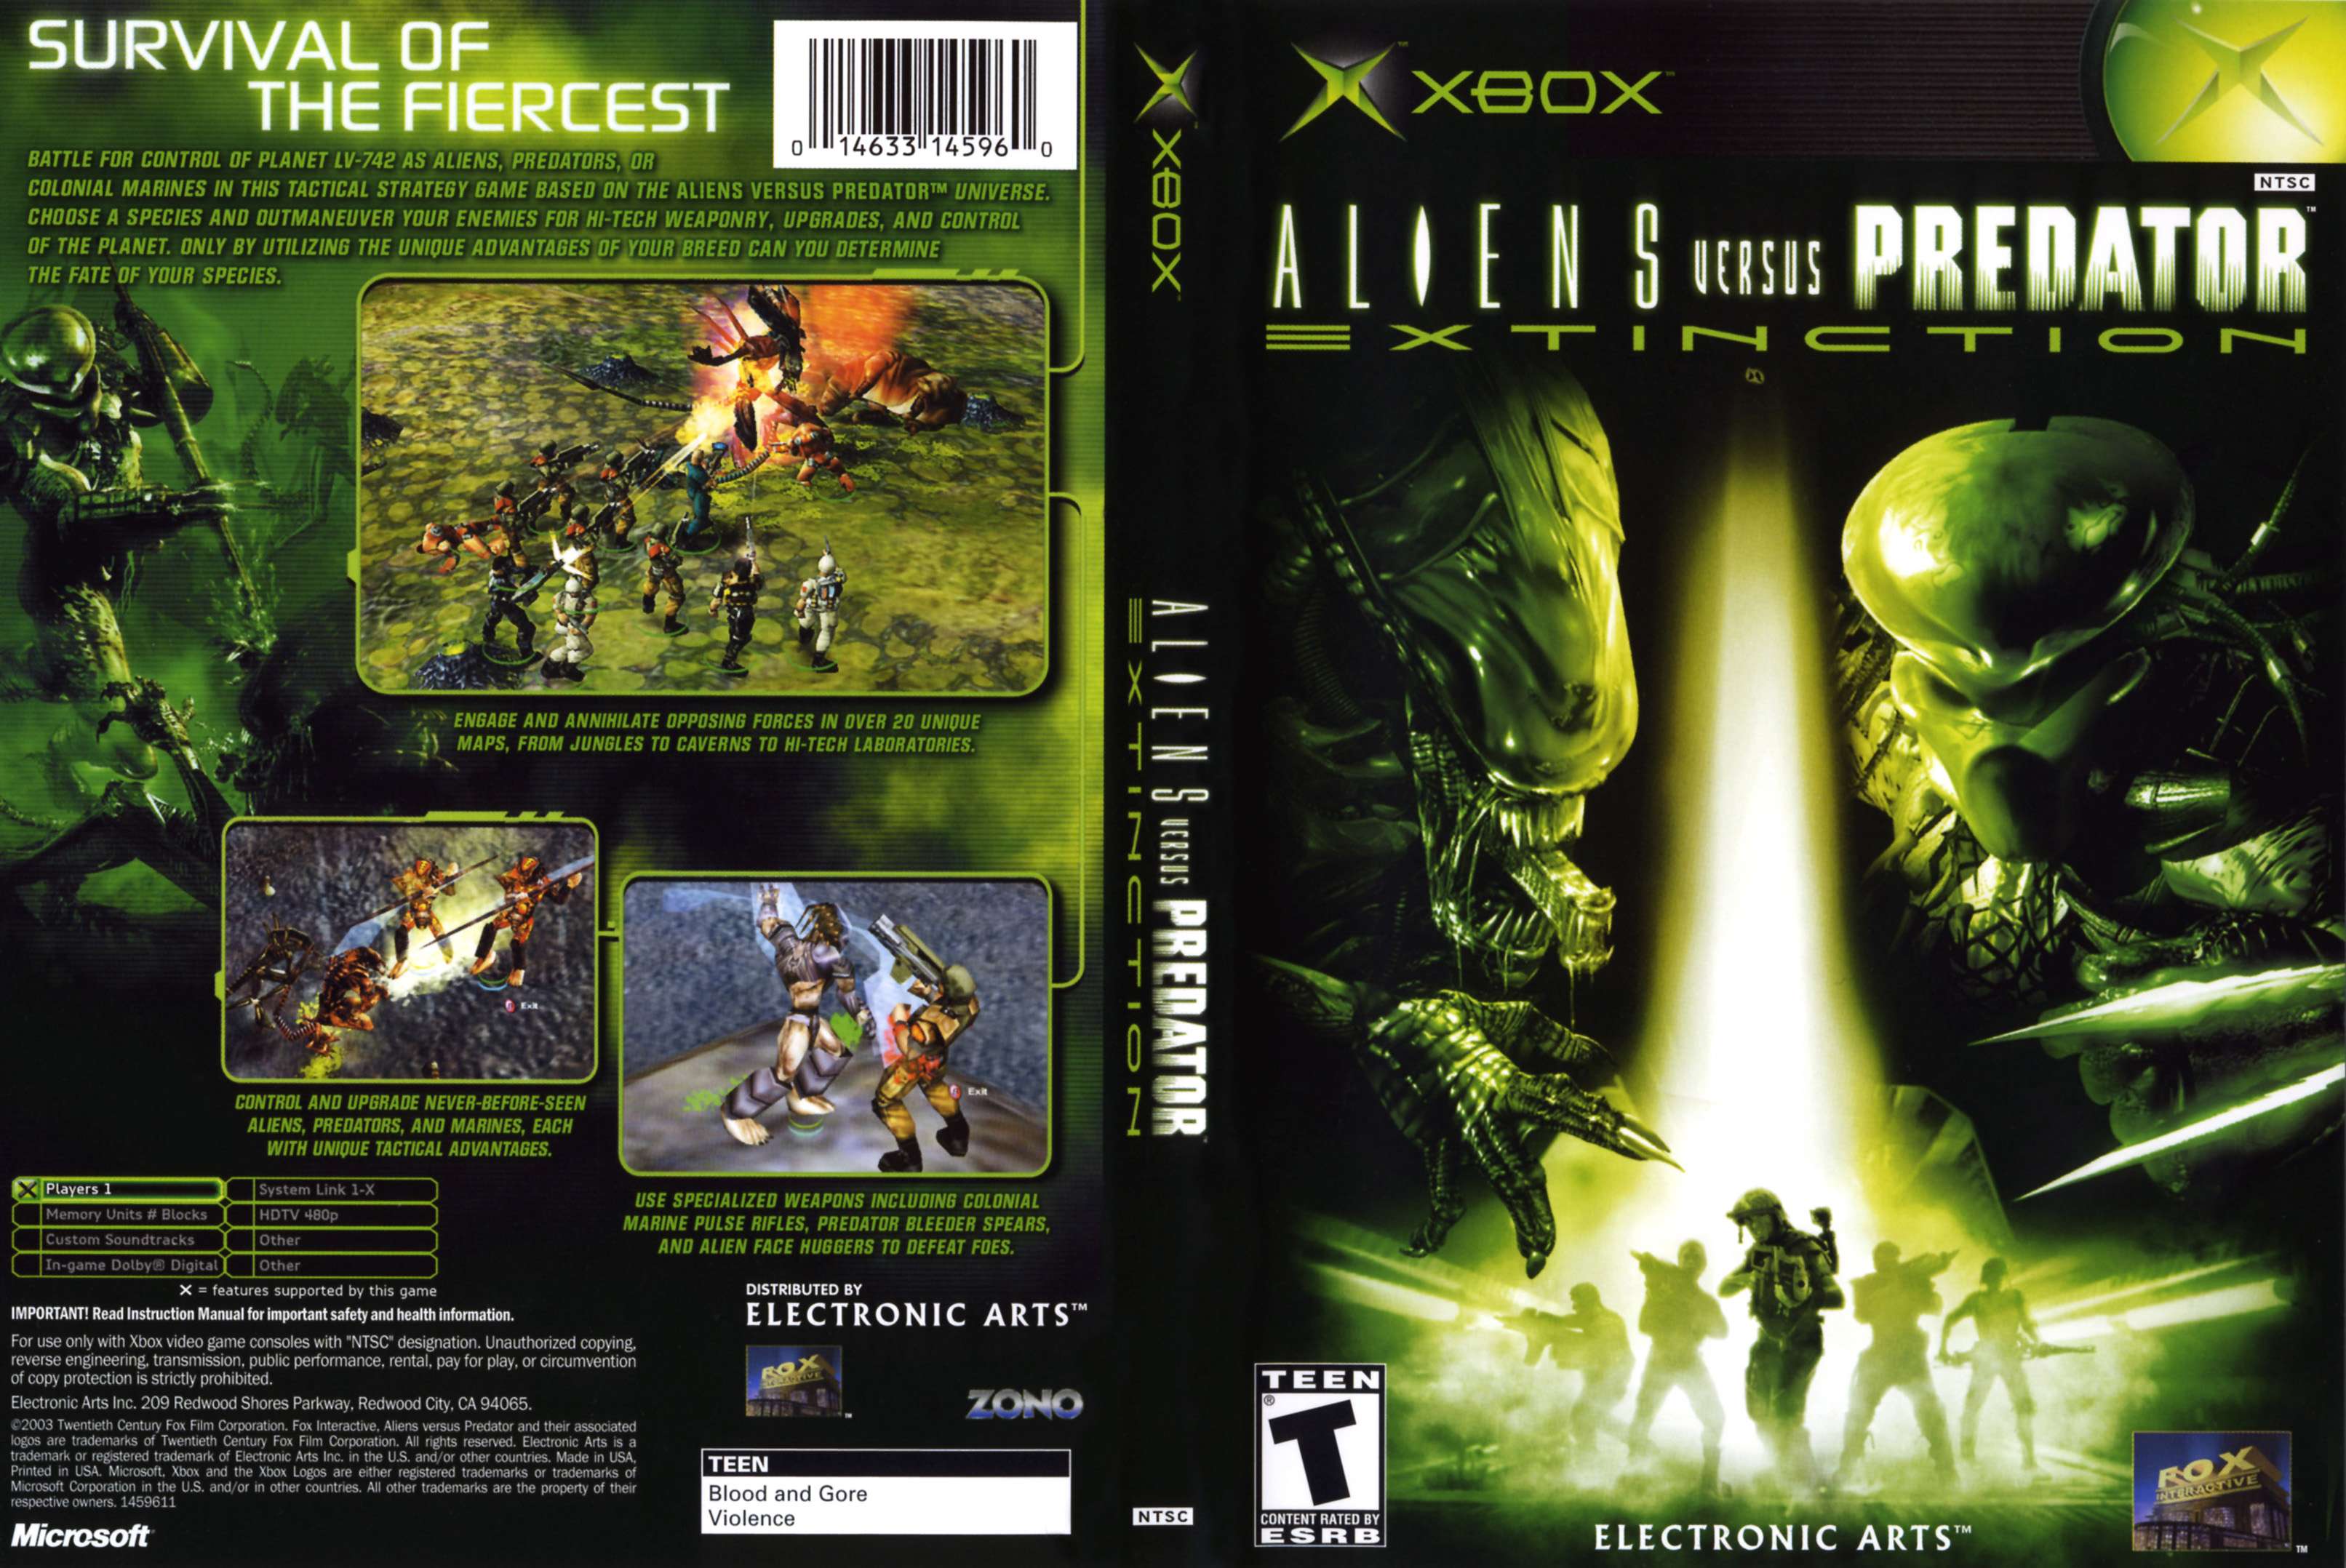 SURVIVAL OF
THE FIERCEST
0 14633 14596 0
BATTLE FOR CONTROL OF PLANET LV-742 AS ALIENS, PREDATORS, OR
COLONIAL MARINES IN THIS TACTICAL STRATEGY GAME BASED ON THE ALIENS VERSUS PREDATOR™ UNIVERSE.
CHOOSE A SPECIES AND OUTMANEUVER YOUR ENEMIES FOR HI-TECH WEAPONRY, UPGRADES, AND CONTROL
OF THE PLANET. ONLY BY UTILIZING THE UNIQUE ADVANTAGES OF YOUR BREED CAN YOU DETERMINE
THE FATE OF YOUR SPECIES.
ENGAGE AND ANNIHILATE OPPOSING FORCES IN OVER 20 UNIQUE
MAPS, FROM JUNGLES TO CAVERNS TO HI-TECH LABORATORIES.
Exit
CONTROL AND UPGRADE NEVER-BEFORE-SEEN
ALIENS, PREDATORS, AND MARINES, EACH
WITH UNIQUE TACTICAL ADVANTAGES.
Exit
USE SPECIALIZED WEAPONS INCLUDING COLONIAL
MARINE PULSE RIFLES, PREDATOR BLEEDER SPEARS,
AND ALIEN FACE HUGGERS TO DEFEAT FOES.
X Players 1 System Link 1-X
Memory Units # Blocks HDTV 480p
Custom Soundtracks Other
In-game Dolby® Digital Other
X = features supported by this game
IMPORTANT! Read Instruction Manual for important safety and health information.
For use only with Xbox video game consoles with "NTSC" designation. Unauthorized copying,
reverse engineering, transmission, public performance, rental, pay for play, or circumvention
of copy protection is strictly prohibited.
Electronic Arts Inc. 209 Redwood Shores Parkway, Redwood City, CA 94065.
©2003 Twentieth Century Fox Film Corporation. Fox Interactive, Aliens versus Predator and their associated
logos are trademarks of Twentieth Century Fox Film Corporation. All rights reserved. Electronic Arts is a
trademark or registered trademark of Electronic Arts Inc. in the U.S. and/or other countries. Made in USA,
Printed in USA. Microsoft, Xbox and the Xbox Logos are either registered trademarks or trademarks of
Microsoft Corporation in the U.S. and/or in other countries. All other trademarks are the property of their
respective owners. 1459611
Microsoft
DISTRIBUTED BY
ELECTRONIC ARTS™
FOX
INTERACTIVE
™
ZONO
TEEN
Blood and Gore
Violence
XBOX™
ALIENS VERSUS PREDATOR™
EXTINCTION
NTSC
XBOX™
NTSC
ALIENS VERSUS PREDATOR™
EXTINCTION
TEEN
®
T
CONTENT RATED BY
ESRB
ELECTRONIC ARTS™
FOX
INTERACTIVE
™